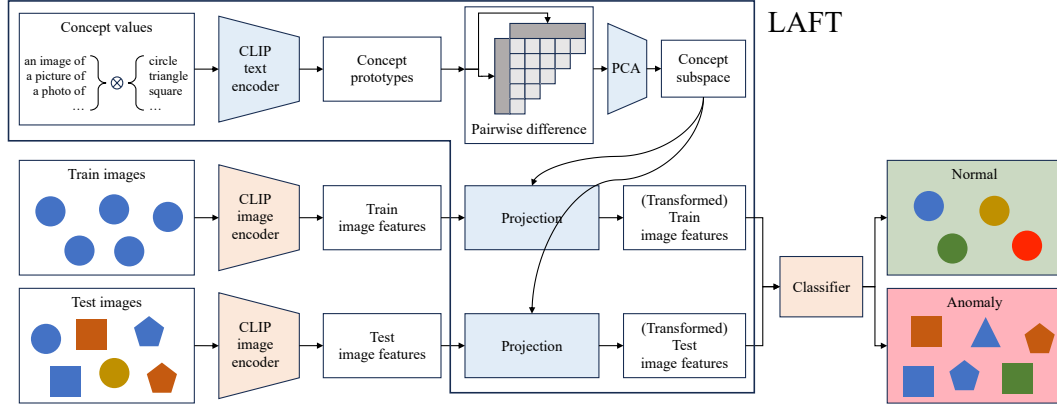 LAFT
Concept values
an image of
a picture of
a photo of
...
⊗
circle
triangle
square
...
CLIP
text
encoder
Concept
prototypes
Pairwise difference
PCA
Concept
subspace
Train images
CLIP
image
encoder
Train
image features
Projection
(Transformed)
Train
image features
Test images
CLIP
image
encoder
Test
image features
Projection
(Transformed)
Test
image features
Classifier
Normal
Anomaly